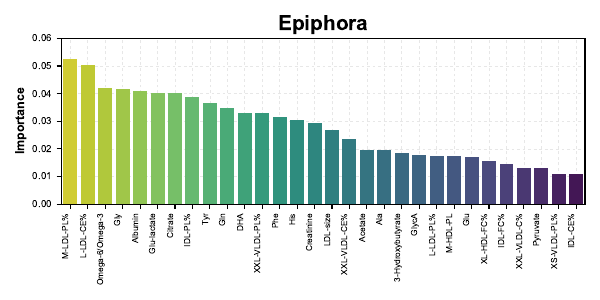 Epiphora
Importance
0.06
0.05
0.04
0.03
0.02
0.01
0.00
M-LDL-PL%
L-LDL-CE%
Omega-6/Omega-3
Gly
Albumin
Glu-lactate
Citrate
IDL-PL%
Tyr
Gln
DHA
XXL-VLDL-PL%
Phe
His
Creatinine
LDL-size
XXL-VLDL-CE%
Acetate
Ala
3-Hydroxybutyrate
GlycA
L-LDL-PL%
M-HDL-PL
Glu
XL-HDL-FC%
IDL-FC%
XXL-VLDL-C%
Pyruvate
XS-VLDL-PL%
IDL-CE%